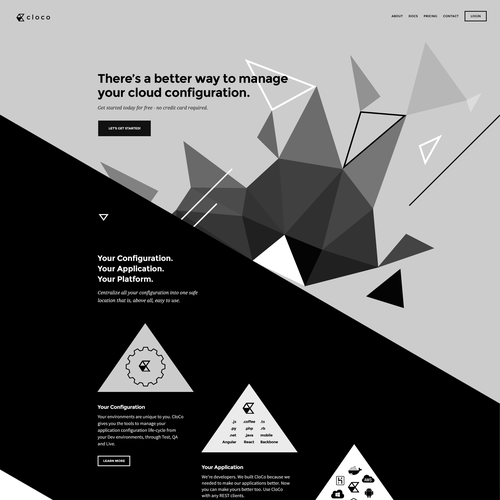 cloco
ABOUT DOCS PRICING CONTACT LOGIN
There's a better way to manage
your cloud configuration.
Get started today for free - no credit card required.
LET'S GET STARTED!
Your Configuration.
Your Application.
Your Platform.
Centralize all your configuration into one safe
location that is, above all, easy to use.
Your Configuration
Your environments are unique to you. CloCo
gives you the tools to manage your
application configuration life-cycle from
your Dev environments, through Test, QA
and Live.
LEARN MORE
.js .coffee .io
.py .php .rb
.net java mobile
Angular React Backbone
Your Application
We're developers. We built CloCo because we
needed to make our applications better. Now
you can make yours better too. Use CloCo
with any REST clients.